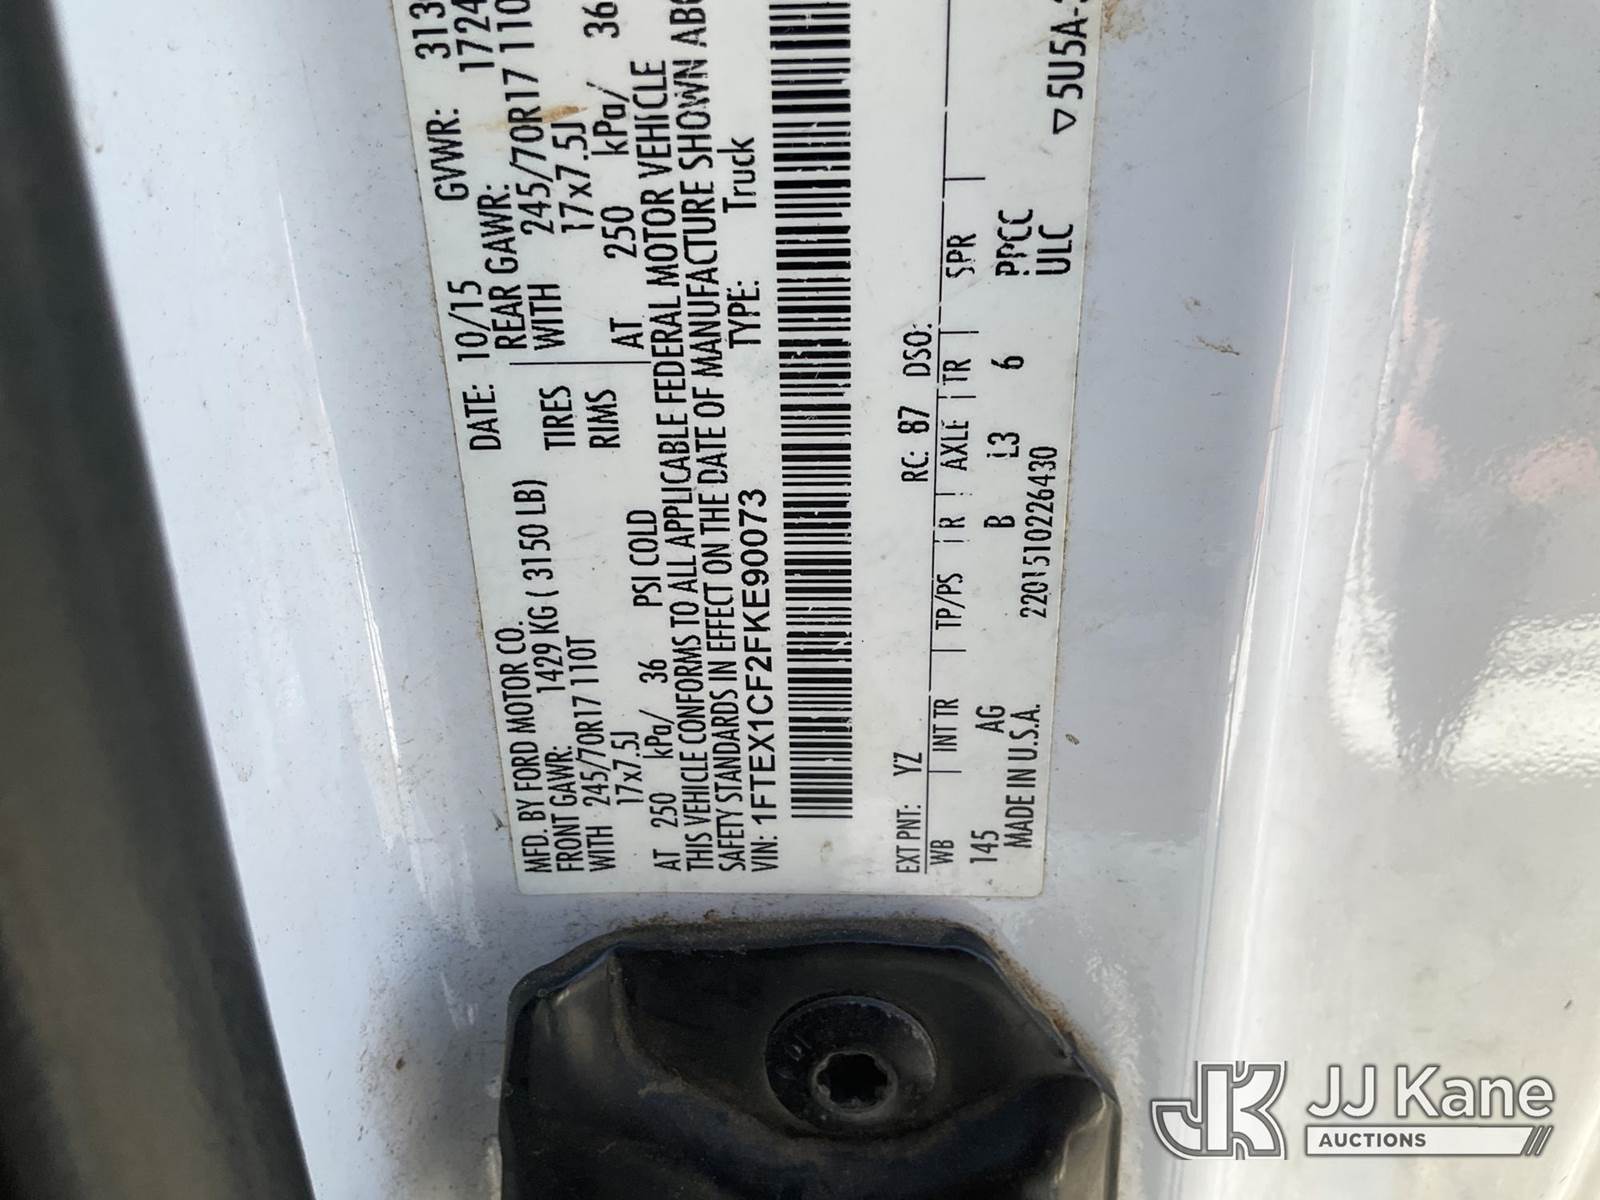 MFD. BY FORD MOTOR CO.
DATE: 10/15 GVWR: 313
FRONT GAWR: 1429 KG ( 3150 LB) REAR GAWR: 1724
WITH 245/70R17 110T TIRES WITH 245/70R17 110
17x7.5J RIMS 17x7.5J
AT 250 kPa/ 36 PSI COLD AT 250 kPa/ 36
THIS VEHICLE CONFORMS TO ALL APPLICABLE FEDERAL MOTOR VEHICLE
SAFETY STANDARDS IN EFFECT ON THE DATE OF MANUFACTURE SHOWN
VIN: 1FTEX1CF2FKE90073 TYPE: Truck
EXT PNT: YZ RC: 87 DSO:
WB INT TR TP/PS R AXLE TR SPR
145 AG B L3 6 PPCC
MADE IN U.S.A. 2201510226430 ULC
▽5U5A-
JK JJ Kane
AUCTIONS